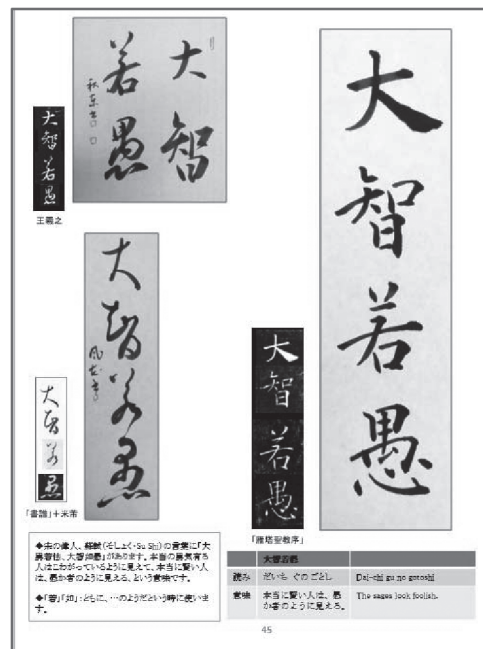 大智
若愚
大智若愚
王羲之
大智若愚
大智若愚
「書譜」+米芾
大智若愚
大智若愚
「雁塔聖教序」
◆宋の偉人、蘇軾(そしょく・Su Shi)の言葉に「大
勇若怯、大智如愚」があります。本当の勇気有る
人はこわがっているように見えて、本当に賢い人
は、愚か者のように見える、という意味です。
◆「若」「如」:ともに、…のようだという時に使いま
す。
大智若愚
読み だいち ぐの ごとし Dai-chi gu no gotoshi
意味 本当に賢い人は、愚 The sages look foolish.
か者のように見える。
45